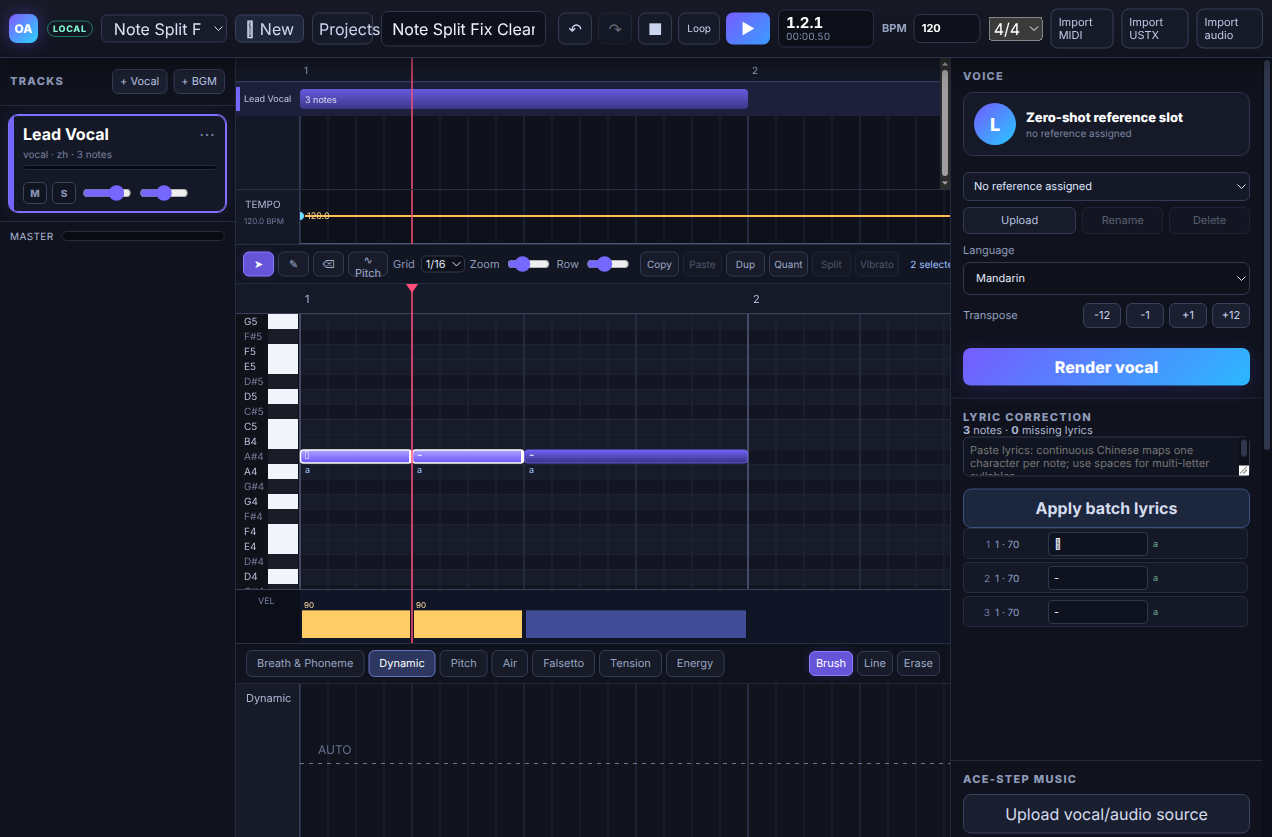 OA
LOCAL
Note Split F
New
Projects
Note Split Fix Clear
Loop
1.2.1
00:00.50
BPM
120
4/4
Import MIDI
Import USTX
Import audio
TRACKS
+ Vocal
+ BGM
Lead Vocal
...
vocal · zh · 3 notes
M
S
MASTER
1
2
Lead Vocal
3 notes
TEMPO
120.0 BPM
120.0
Pitch
Grid
1/16
Zoom
Row
Copy
Paste
Dup
Quant
Split
Vibrato
2 selecte
1
2
G5
F#5
F5
E5
D#5
D5
C#5
C5
B4
A#4
- -
A4
a a a
G#4
G4
F#4
F4
E4
D#4
D4
VEL
90 90
Breath & Phoneme
Dynamic
Pitch
Air
Falsetto
Tension
Energy
Brush
Line
Erase
Dynamic
AUTO
VOICE
L
Zero-shot reference slot
no reference assigned
No reference assigned
Upload
Rename
Delete
Language
Mandarin
Transpose
-12
-1
+1
+12
Render vocal
LYRIC CORRECTION
3 notes · 0 missing lyrics
Paste lyrics: continuous Chinese maps one
character per note; use spaces for multi-letter
Apply batch lyrics
1 1 · 70 a
2 1 · 70 - a
3 1 · 70 - a
ACE-STEP MUSIC
Upload vocal/audio source